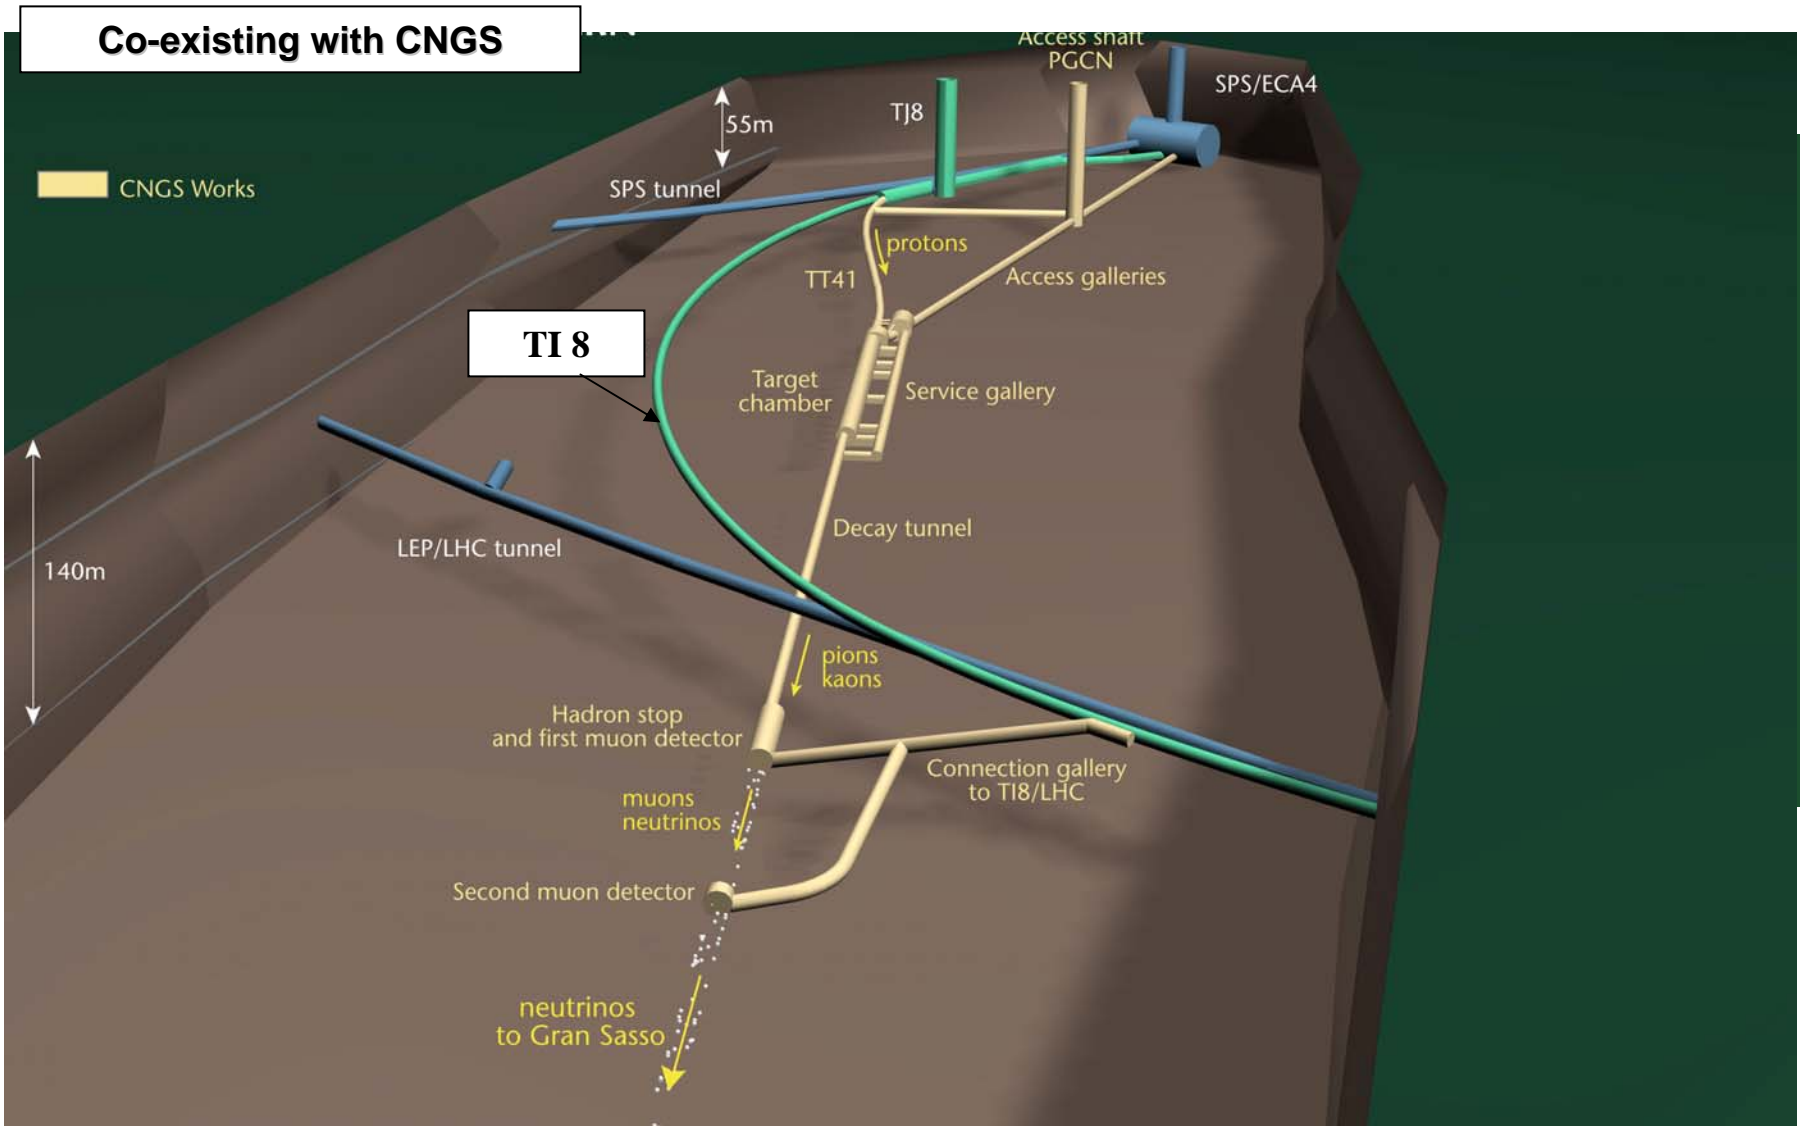 Co-existing with CNGS
Access shaft
PGCN
SPS/ECA4
TJ8
55m
CNGS Works
SPS tunnel
protons
TT41
Access galleries
TI 8
Target
chamber
Service gallery
Decay tunnel
LEP/LHC tunnel
140m
pions
kaons
Hadron stop
and first muon detector
Connection gallery
to TI8/LHC
muons
neutrinos
Second muon detector
neutrinos
to Gran Sasso